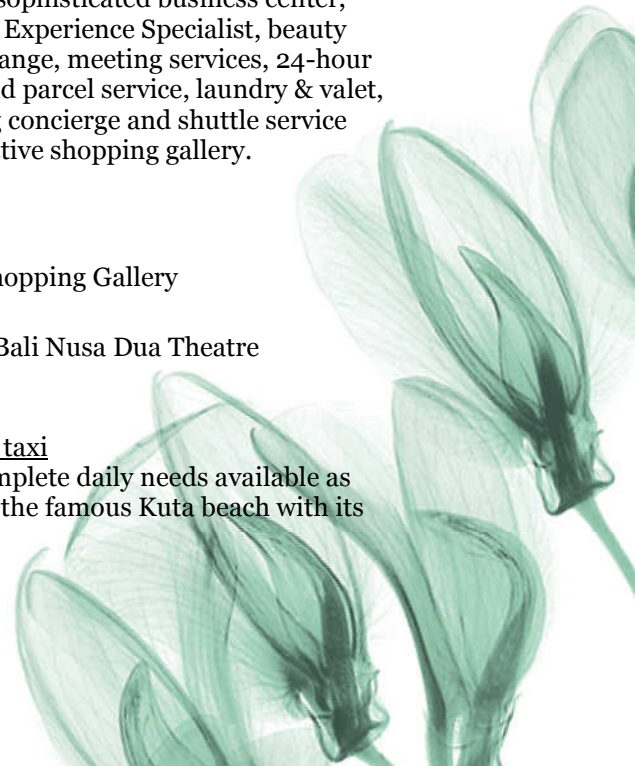 sophisticated business center,
Experience Specialist, beauty
ange, meeting services, 24-hour
d parcel service, laundry & valet,
concierge and shuttle service
tive shopping gallery.
hopping Gallery
Bali Nusa Dua Theatre
taxi
mplete daily needs available as
the famous Kuta beach with its